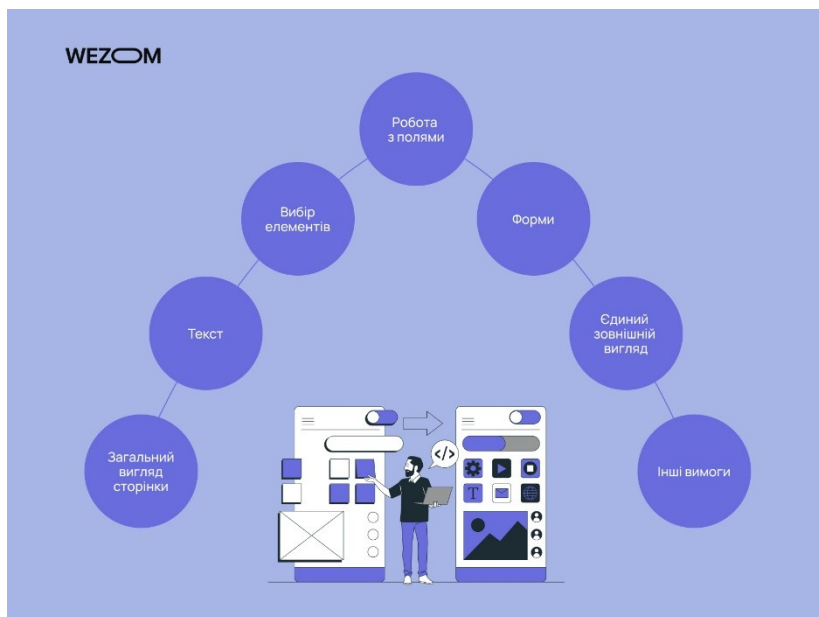 WEZOM
Робота
з полями
Вибір
елементів
Форми
Текст
Єдиний
зовнішній
вигляд
Загальний
вигляд
сторінки
Інші вимоги
</>
T